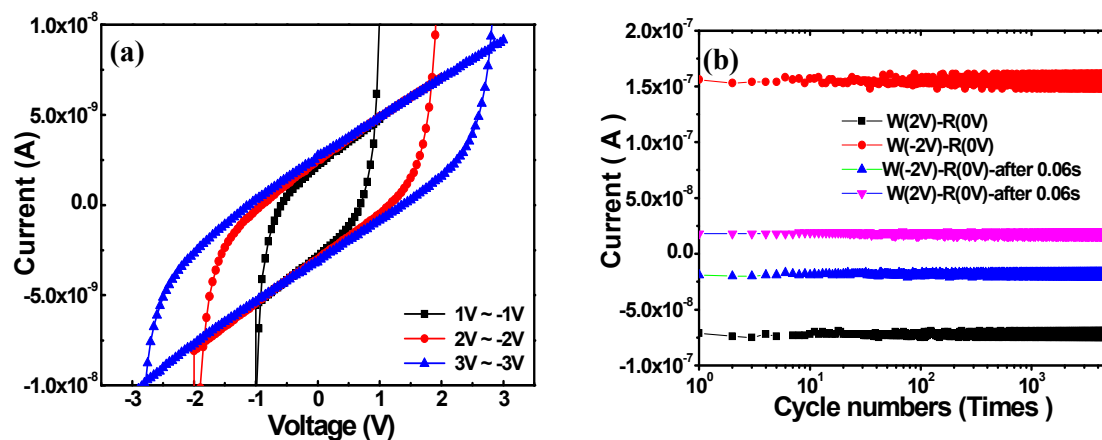 (a)
1.0x10⁻⁸
5.0x10⁻⁹
0.0
-5.0x10⁻⁹
-1.0x10⁻⁸
Current (A)
-3 -2 -1 0 1 2 3
Voltage (V)
1V ~ -1V
2V ~ -2V
3V ~ -3V
(b)
2.0x10⁻⁷
1.5x10⁻⁷
1.0x10⁻⁷
5.0x10⁻⁸
0.0
-5.0x10⁻⁸
-1.0x10⁻⁷
Current ( A )
W(2V)-R(0V)
W(-2V)-R(0V)
W(-2V)-R(0V)-after 0.06s
W(2V)-R(0V)-after 0.06s
10⁰ 10¹ 10² 10³
Cycle numbers (Times )